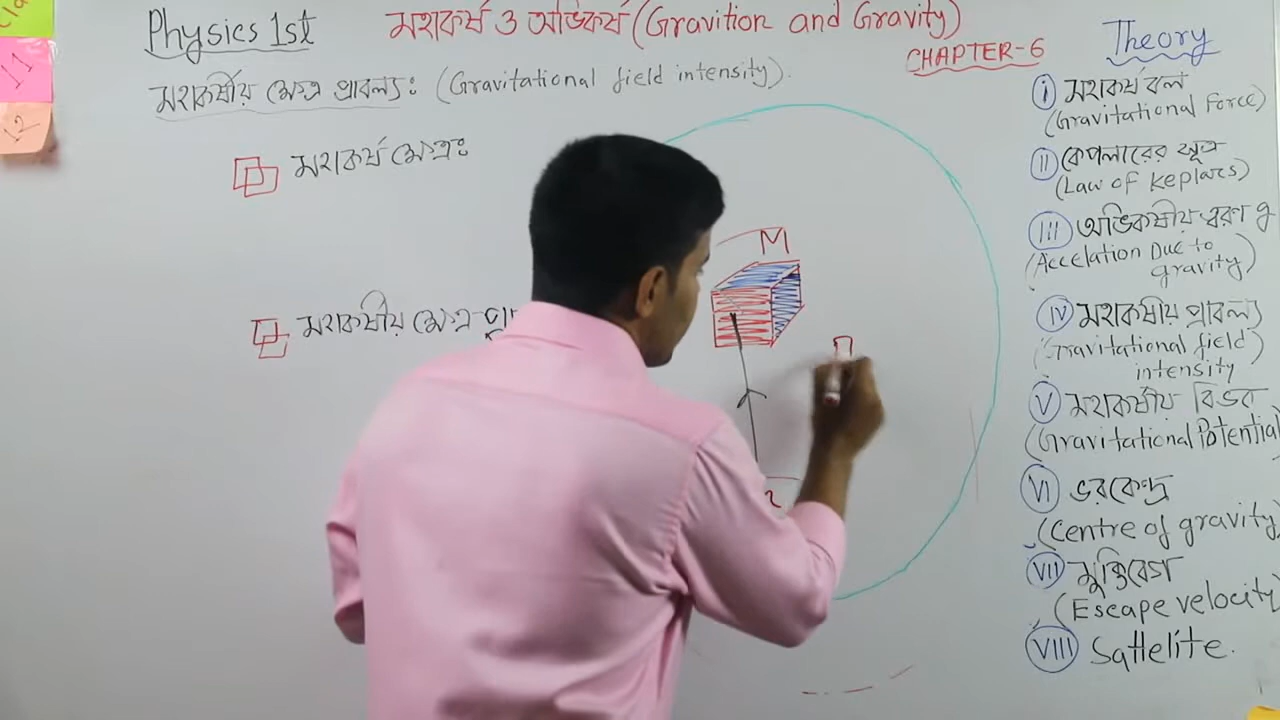 Physics 1st
মহাকর্ষ ও অভিকর্ষ (Gravition and Gravity)
CHAPTER-6
মহাকর্ষীয় ক্ষেত্র প্রাবল্যঃ (Gravitational field intensity).
মহাকর্ষ ক্ষেত্রঃ
মহাকর্ষীয় ক্ষেত্র
M
11
12
Theory
i মহাকর্ষ বল
(Gravitational Force)
II কেপলারের সূত্র
(Law of Keplars)
III অভিকর্ষীয় ত্বরণ g
(Accelation Due to
gravity)
IV মহাকর্ষীয় প্রাবল্য
(Gravitational field)
intensity
V মহাকর্ষীয় বিভব
(Gravitational Potential)
VI ভরকেন্দ্র
(Centre of gravity)
VII মুক্তিবেগ
(Escape velocity)
VIII Sattelite.